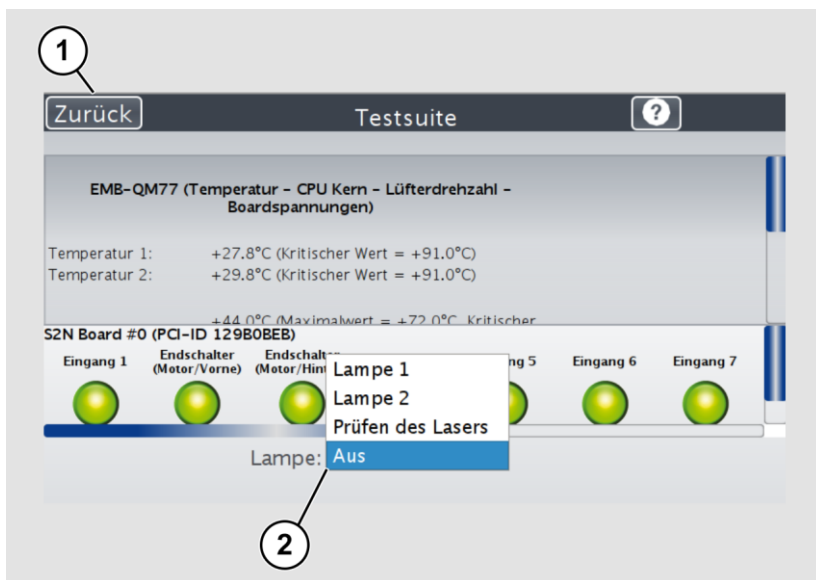 1
Zurück Testsuite ?
EMB-QM77 (Temperatur - CPU Kern - Lüfterdrehzahl -
Boardspannungen)
Temperatur 1: +27.8°C (Kritischer Wert = +91.0°C)
Temperatur 2: +29.8°C (Kritischer Wert = +91.0°C)
+44.0°C (Maximalwert = +72.0°C, Kritischer
S2N Board #0 (PCI-ID 129B0BEB)
Eingang 1 Endschalter Endschalter ng 5 Eingang 6 Eingang 7
(Motor/Vorne) (Motor/Hint
Lampe 1
Lampe 2
Prüfen des Lasers
Lampe: Aus
2